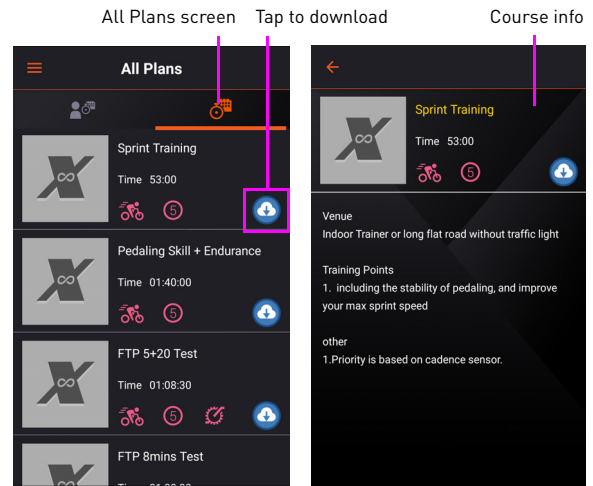 All Plans screen Tap to download Course info
All Plans
Sprint Training
Time 53:00
5
Pedaling Skill + Endurance
Time 01:40:00
5
FTP 5+20 Test
Time 01:08:30
5
FTP 8mins Test
Sprint Training
Time 53:00
5
Venue
Indoor Trainer or long flat road without traffic light
Training Points
1. including the stability of pedaling, and improve
your max sprint speed
other
1.Priority is based on cadence sensor.